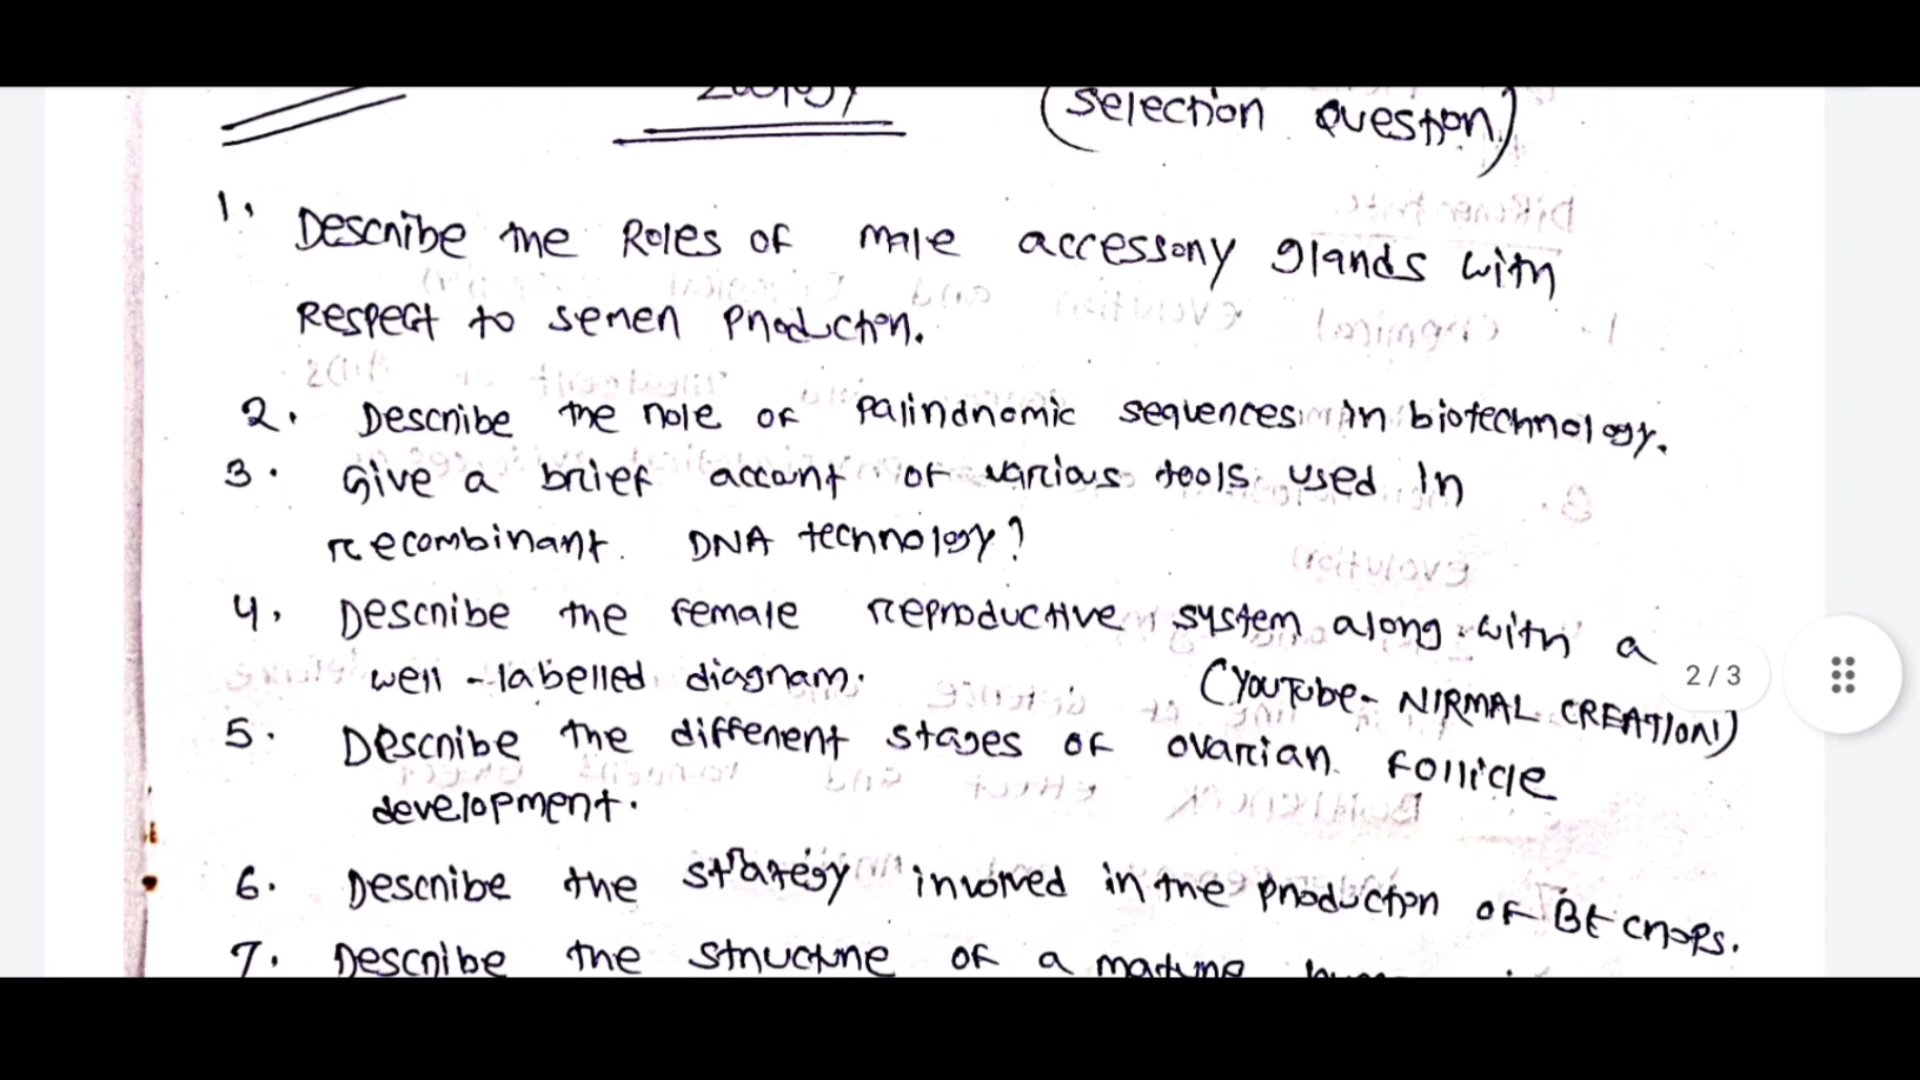 Zoology (selection question)
1. Describe the Roles of male accessory glands with
Respect to semen production.
2. Describe the role of palindromic sequences in biotechnology.
3. Give a brief account of various tools used in
recombinant DNA technology?
4. Describe the female reproductive system along with a
well-labelled diagram.
2/3
(YOUTube- NIRMAL CREATION)
5. Describe the different stages of ovarian follicle
development.
6. Describe the strategy involved in the production of Bt crops.
7. Describe the structure of a mature